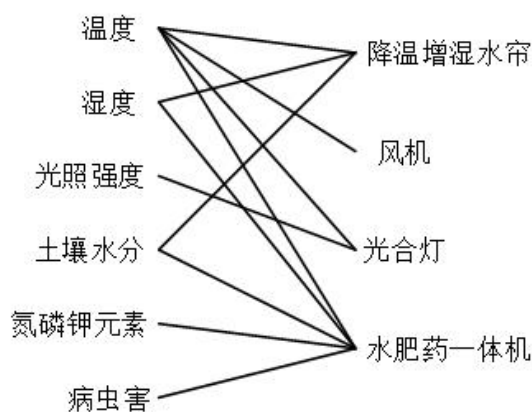 温度
湿度
光照强度
土壤水分
氮磷钾元素
病虫害
降温增湿水帘
风机
光合灯
水肥药一体机